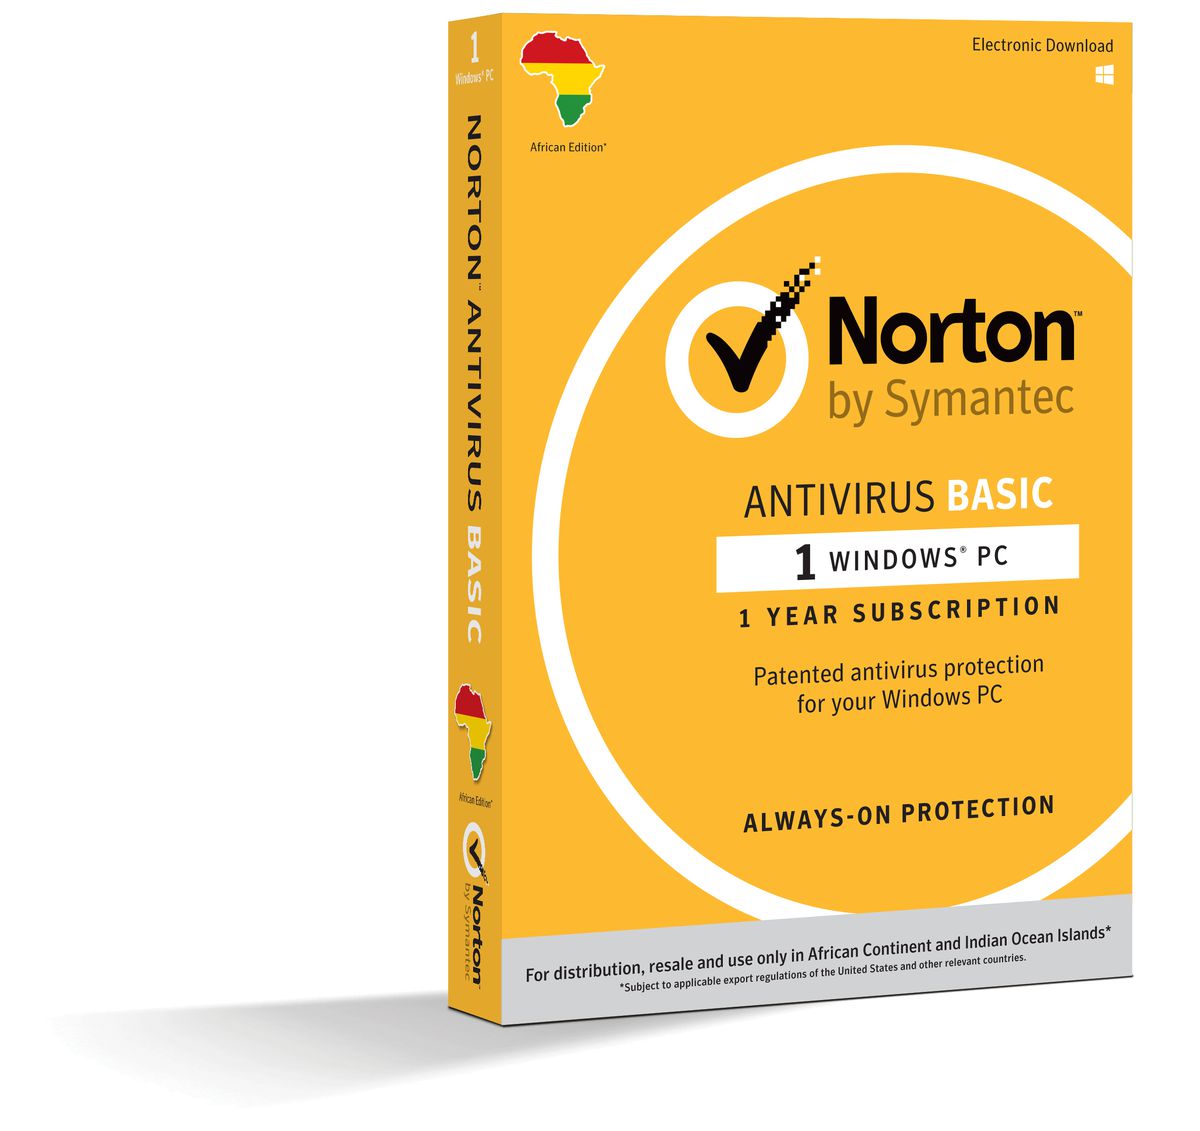 1
Windows® PC
NORTON™ ANTIVIRUS BASIC
African Edition*
Norton
by Symantec
African Edition*
Electronic Download
Norton™
by Symantec
ANTIVIRUS BASIC
1 WINDOWS® PC
1 YEAR SUBSCRIPTION
Patented antivirus protection
for your Windows PC
ALWAYS-ON PROTECTION
For distribution, resale and use only in African Continent and Indian Ocean Islands*
*Subject to applicable export regulations of the United States and other relevant countries.